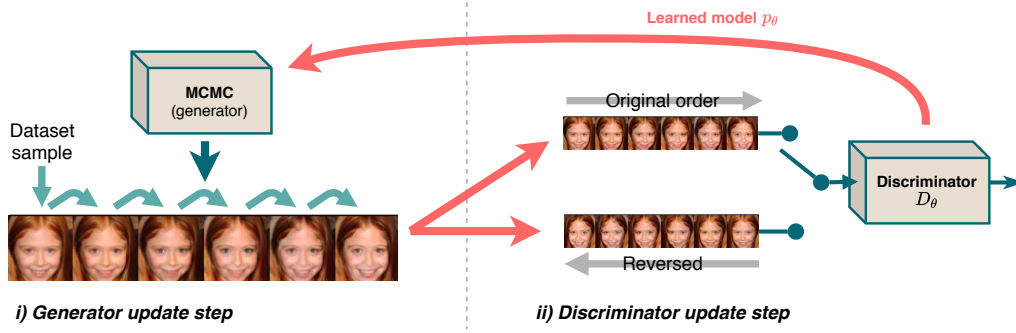 Learned model pθ
MCMC
(generator)
Dataset
sample
Original order
Discriminator
Dθ
Reversed
i) Generator update step
ii) Discriminator update step